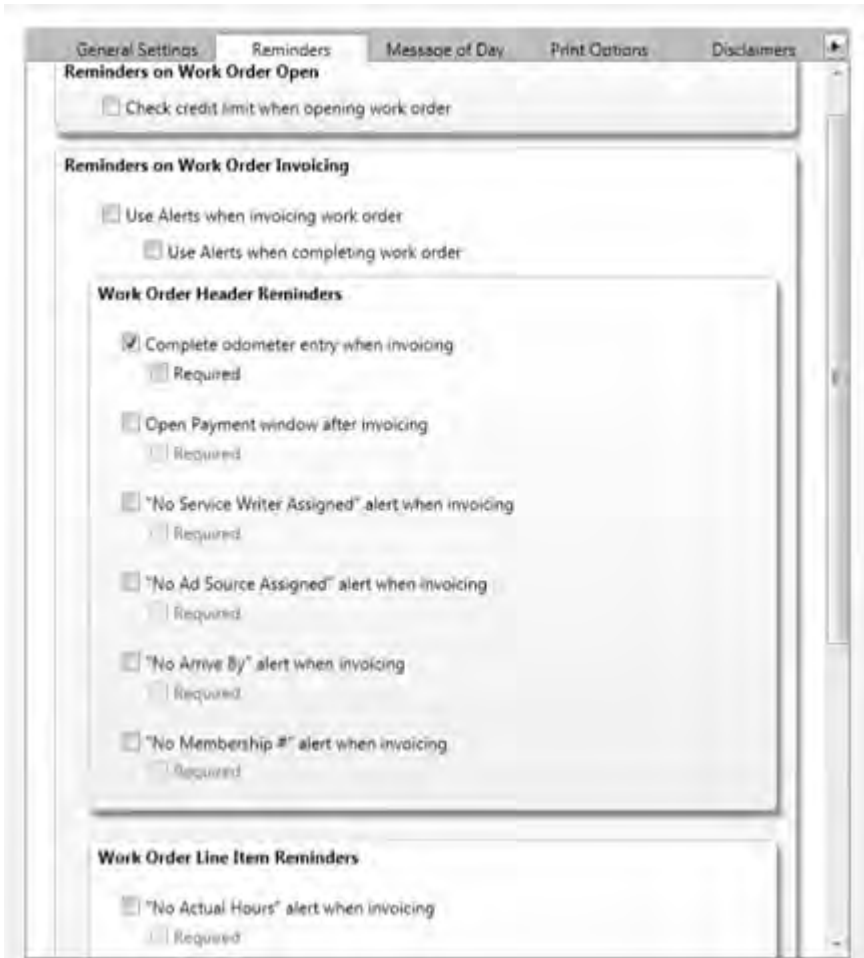 General Settings Reminders Message of Day Print Options Disclaimers
Reminders on Work Order Open
Check credit limit when opening work order
Reminders on Work Order Invoicing
Use Alerts when invoicing work order
Use Alerts when completing work order
Work Order Header Reminders
Complete odometer entry when invoicing
Required
Open Payment window after invoicing
Required
"No Service Writer Assigned" alert when invoicing
Required
"No Ad Source Assigned" alert when invoicing
Required
"No Arrive By" alert when invoicing
Required
"No Membership #" alert when invoicing
Required
Work Order Line Item Reminders
"No Actual Hours" alert when invoicing
Required